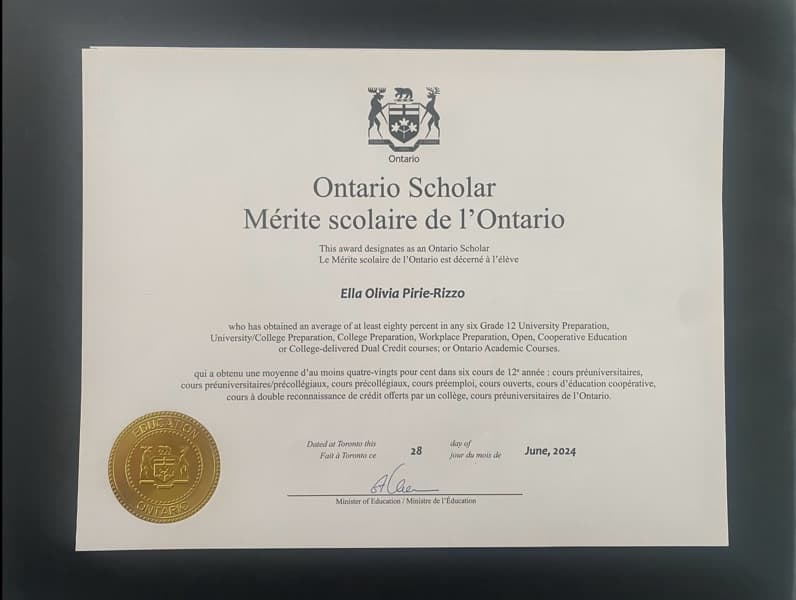 Ontario
Ontario Scholar
Mérite scolaire de l'Ontario
This award designates as an Ontario Scholar
Le Mérite scolaire de l'Ontario est décerné à l'élève
Ella Olivia Pirie-Rizzo
who has obtained an average of at least eighty percent in any six Grade 12 University Preparation,
University/College Preparation, College Preparation, Workplace Preparation, Open, Cooperative Education
or College-delivered Dual Credit courses; or Ontario Academic Courses.
qui a obtenu une moyenne d'au moins quatre-vingts pour cent dans six cours de 12e année : cours préuniversitaires,
cours préuniversitaires/précollégiaux, cours précollégiaux, cours préemploi, cours ouverts, cours d'éducation coopérative,
cours à double reconnaissance de crédit offerts par un collège, cours préuniversitaires de l'Ontario.
EDUCATION
ONTARIO
Dated at Toronto this 28 day of June, 2024
Fait à Toronto ce jour du mois de
Minister of Education / Ministre de l'Éducation